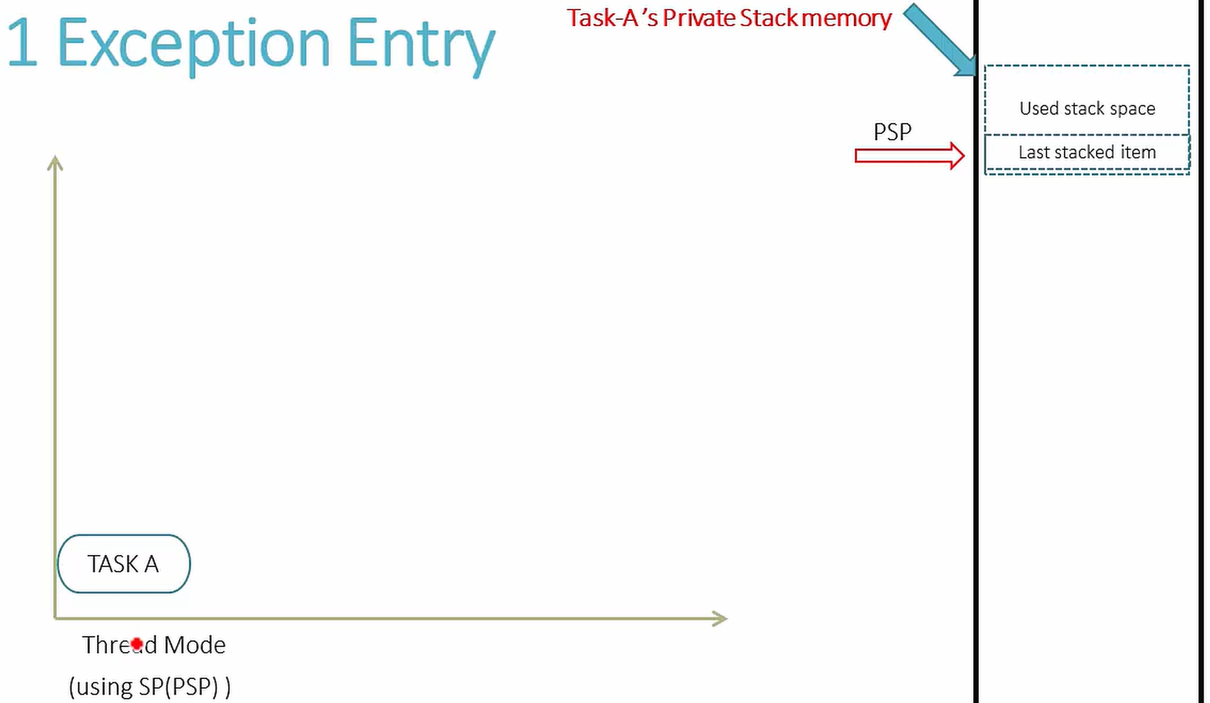 1 Exception Entry
Task-A's Private Stack memory
Used stack space
PSP
Last stacked item
TASK A
Thread Mode
(using SP(PSP) )